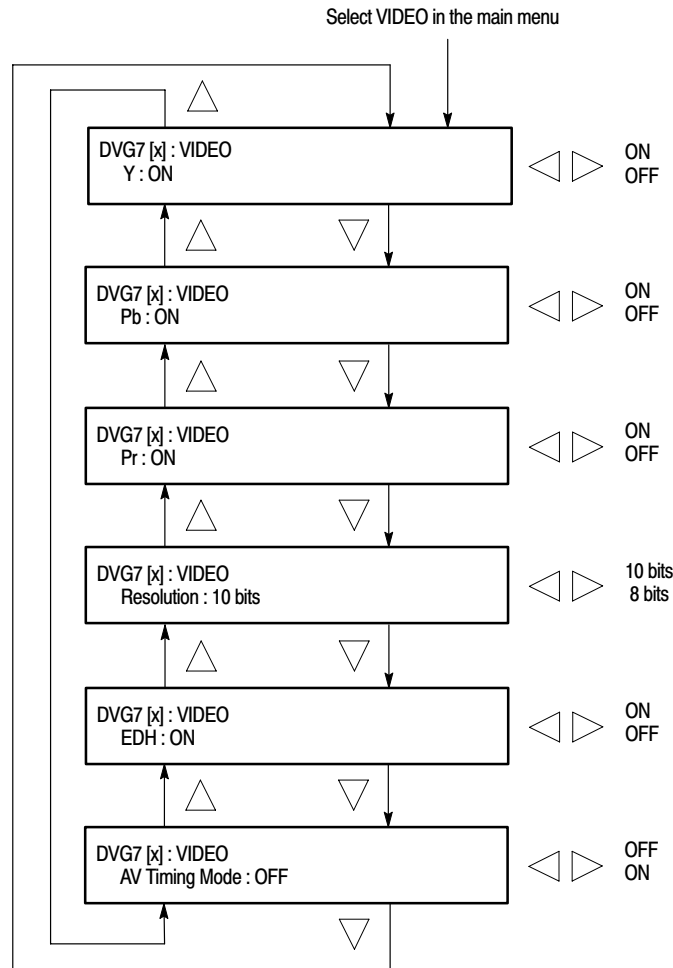 Select VIDEO in the main menu
DVG7 [x] : VIDEO
Y : ON
ON
OFF
DVG7 [x] : VIDEO
Pb : ON
ON
OFF
DVG7 [x] : VIDEO
Pr : ON
ON
OFF
DVG7 [x] : VIDEO
Resolution : 10 bits
10 bits
8 bits
DVG7 [x] : VIDEO
EDH : ON
ON
OFF
DVG7 [x] : VIDEO
AV Timing Mode : OFF
OFF
ON